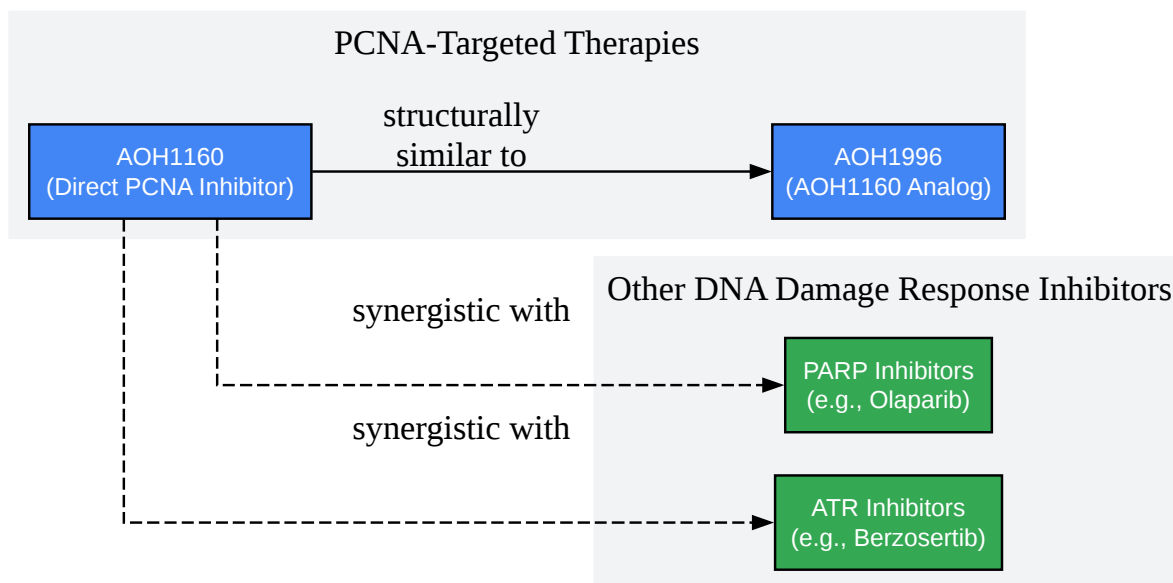 PCNA-Targeted Therapies
structurally
similar to
AOH1160
(Direct PCNA Inhibitor)
AOH1996
(AOH1160 Analog)
Other DNA Damage Response Inhibitors
synergistic with
PARP Inhibitors
(e.g., Olaparib)
synergistic with
ATR Inhibitors
(e.g., Berzosertib)